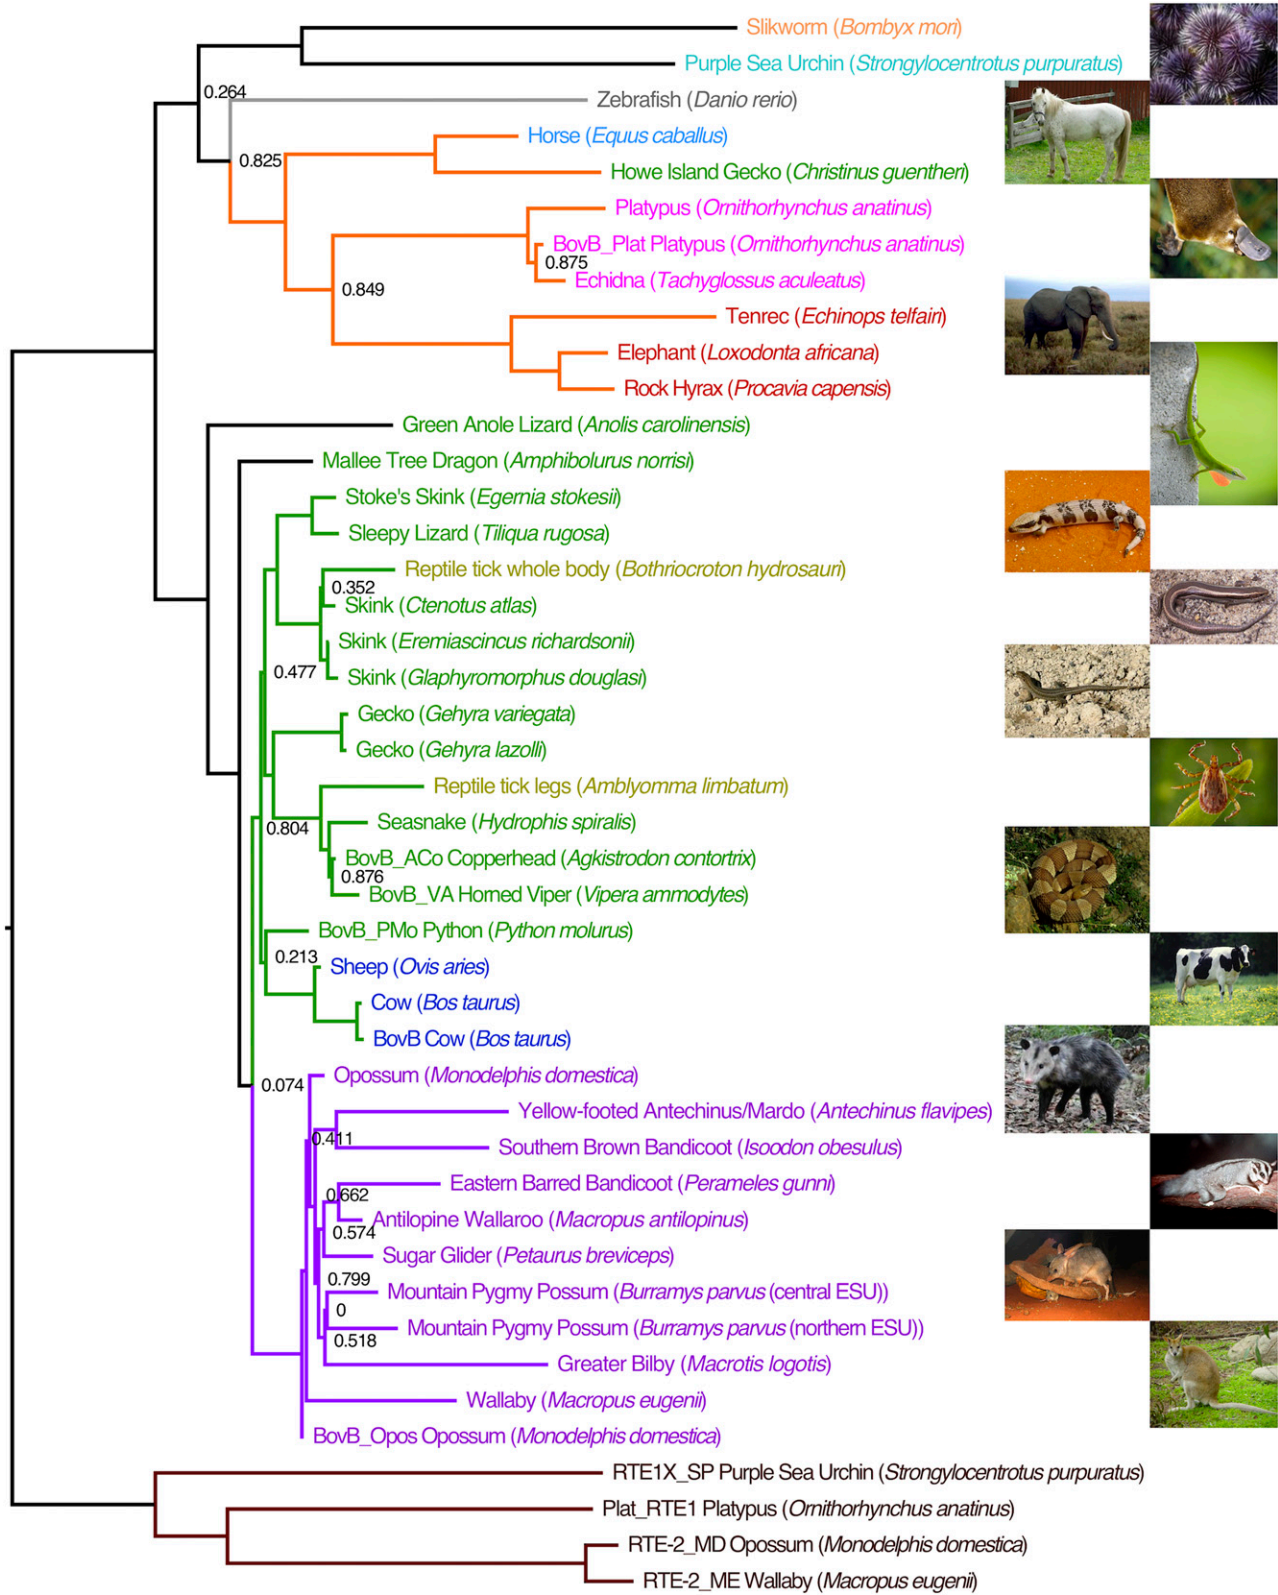 Slikworm (Bombyx mori)
Purple Sea Urchin (Strongylocentrotus purpuratus)
0.264
Zebrafish (Danio rerio)
Horse (Equus caballus)
0.825
Howe Island Gecko (Christinus guentheri)
Platypus (Ornithorhynchus anatinus)
BovB_Plat Platypus (Ornithorhynchus anatinus)
0.875
Echidna (Tachyglossus aculeatus)
0.849
Tenrec (Echinops telfairi)
Elephant (Loxodonta africana)
Rock Hyrax (Procavia capensis)
Green Anole Lizard (Anolis carolinensis)
Mallee Tree Dragon (Amphibolurus norrisi)
Stoke's Skink (Egernia stokesii)
Sleepy Lizard (Tiliqua rugosa)
Reptile tick whole body (Bothriocroton hydrosauri)
0.352
Skink (Ctenotus atlas)
Skink (Eremiascincus richardsonii)
0.477
Skink (Glaphyromorphus douglasi)
Gecko (Gehyra variegata)
Gecko (Gehyra lazolli)
Reptile tick legs (Amblyomma limbatum)
0.804
Seasnake (Hydrophis spiralis)
BovB_ACo Copperhead (Agkistrodon contortrix)
0.876
BovB_VA Horned Viper (Vipera ammodytes)
BovB_PMo Python (Python molurus)
0.213
Sheep (Ovis aries)
Cow (Bos taurus)
BovB Cow (Bos taurus)
Opossum (Monodelphis domestica)
0.074
Yellow-footed Antechinus/Mardo (Antechinus flavipes)
0.411
Southern Brown Bandicoot (Isoodon obesulus)
Eastern Barred Bandicoot (Perameles gunni)
0.662
Antilopine Wallaroo (Macropus antilopinus)
0.574
Sugar Glider (Petaurus breviceps)
0.799
Mountain Pygmy Possum (Burramys parvus (central ESU))
0
Mountain Pygmy Possum (Burramys parvus (northern ESU))
0.518
Greater Bilby (Macrotis logotis)
Wallaby (Macropus eugenii)
BovB_Opos Opossum (Monodelphis domestica)
RTE1X_SP Purple Sea Urchin (Strongylocentrotus purpuratus)
Plat_RTE1 Platypus (Ornithorhynchus anatinus)
RTE-2_MD Opossum (Monodelphis domestica)
RTE-2_ME Wallaby (Macropus eugenii)